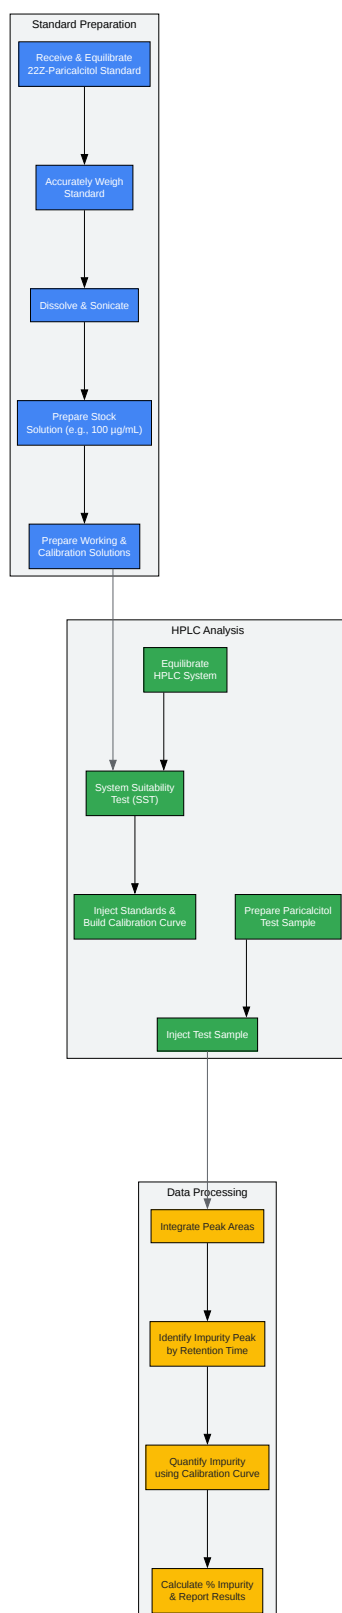 Standard Preparation
Receive & Equilibrate
22Z-Paricalcitol Standard
Accurately Weigh
Standard
Dissolve & Sonicate
Prepare Stock
Solution (e.g., 100 µg/mL)
Prepare Working &
Calibration Solutions
HPLC Analysis
Equilibrate
HPLC System
System Suitability
Test (SST)
Inject Standards &
Build Calibration Curve
Prepare Paricalcitol
Test Sample
Inject Test Sample
Data Processing
Integrate Peak Areas
Identify Impurity Peak
by Retention Time
Quantify Impurity
using Calibration Curve
Calculate % Impurity
& Report Results